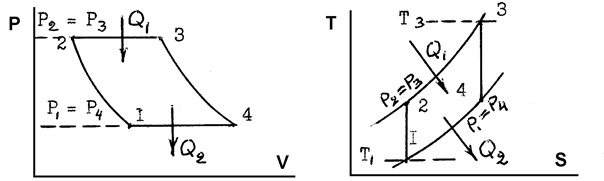 P
P₂ = P₃
Q₁
2
3
P₁ = P₄
1
4
Q₂
V
T
T₃
3
Q₁
P₂=P₃
2
4
P₁=P₄
1
T₁
Q₂
S